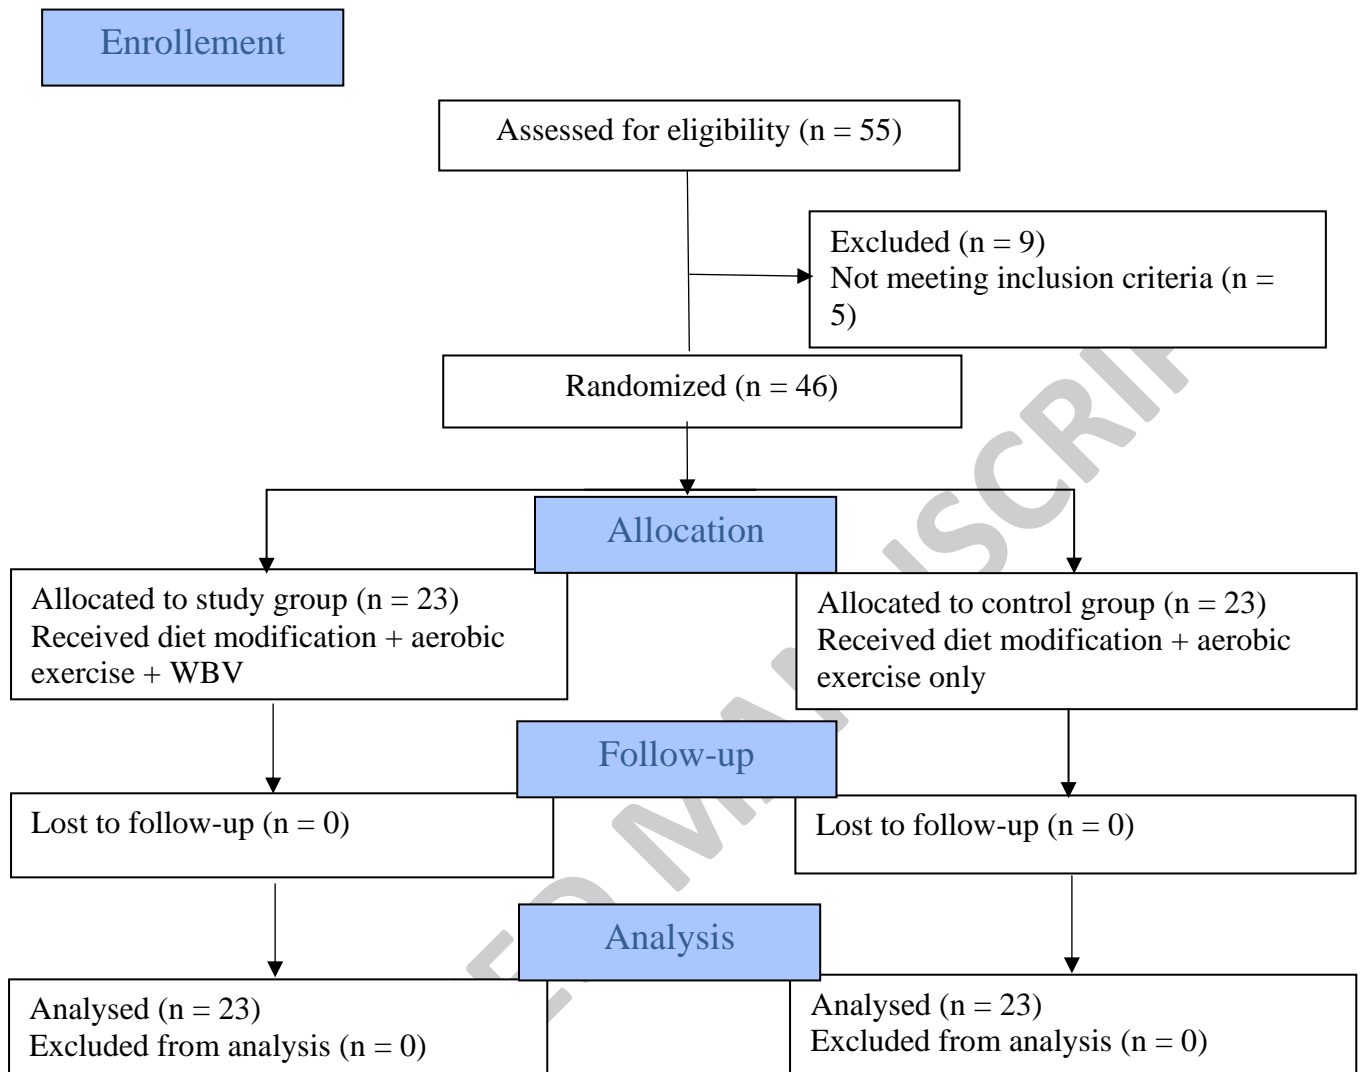 Enrollement
Assessed for eligibility (n = 55)
Excluded (n = 9)
Not meeting inclusion criteria (n =
5)
Randomized (n = 46)
Allocation
Allocated to study group (n = 23)
Received diet modification + aerobic
exercise + WBV
Allocated to control group (n = 23)
Received diet modification + aerobic
exercise only
Follow-up
Lost to follow-up (n = 0)
Lost to follow-up (n = 0)
Analysis
Analysed (n = 23)
Excluded from analysis (n = 0)
Analysed (n = 23)
Excluded from analysis (n = 0)